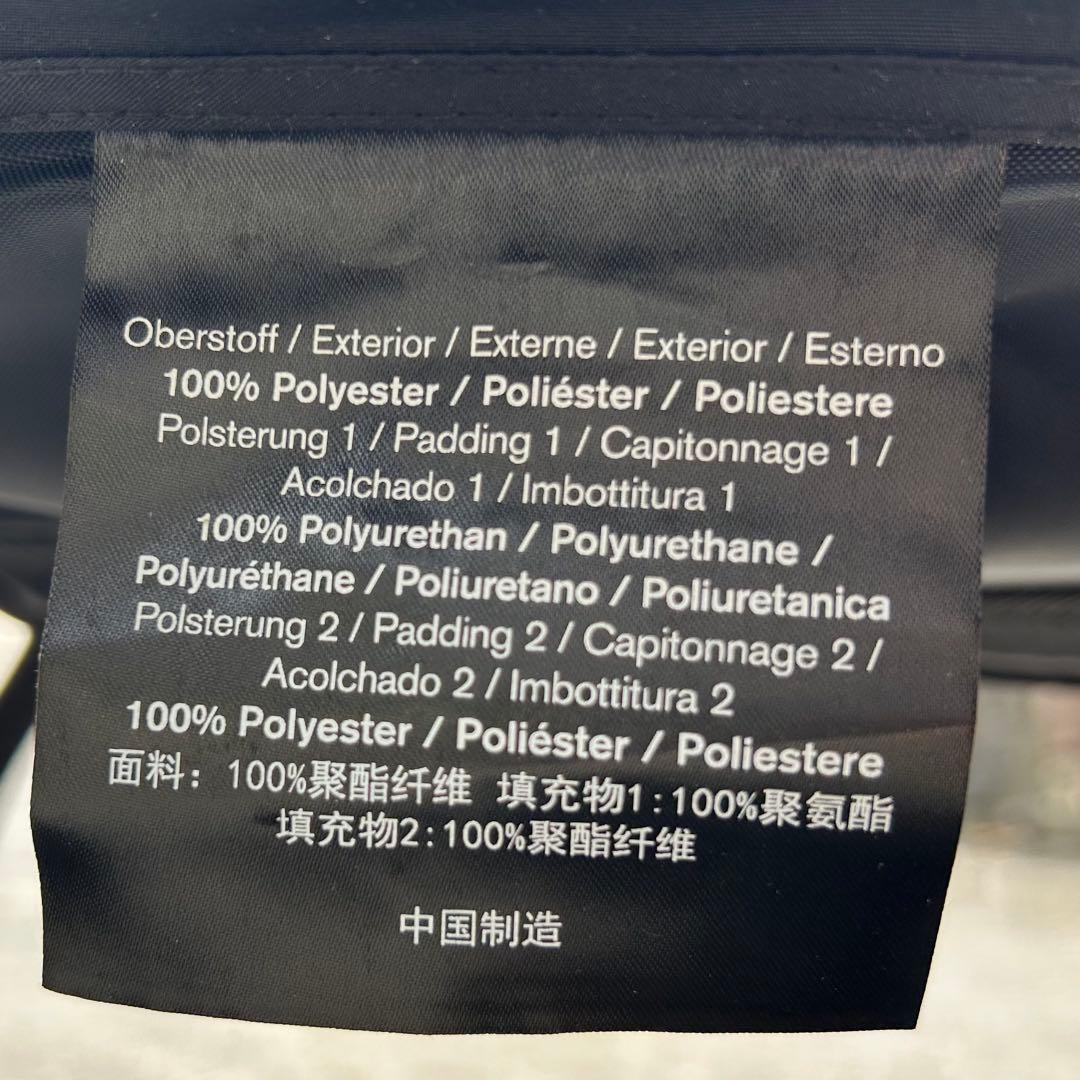 Oberstoff / Exterior / Externe / Exterior / Esterno
100% Polyester / Poliéster / Poliestere
Polsterung 1 / Padding 1 / Capitonnage 1 /
Acolchado 1 / Imbottitura 1
100% Polyurethan / Polyurethane /
Polyuréthane / Poliuretano / Poliuretanica
Polsterung 2 / Padding 2 / Capitonnage 2 /
Acolchado 2 / Imbottitura 2
100% Polyester / Poliéster / Poliestere
面料：100%聚酯纤维 填充物1:100%聚氨酯
填充物2:100%聚酯纤维
中国制造